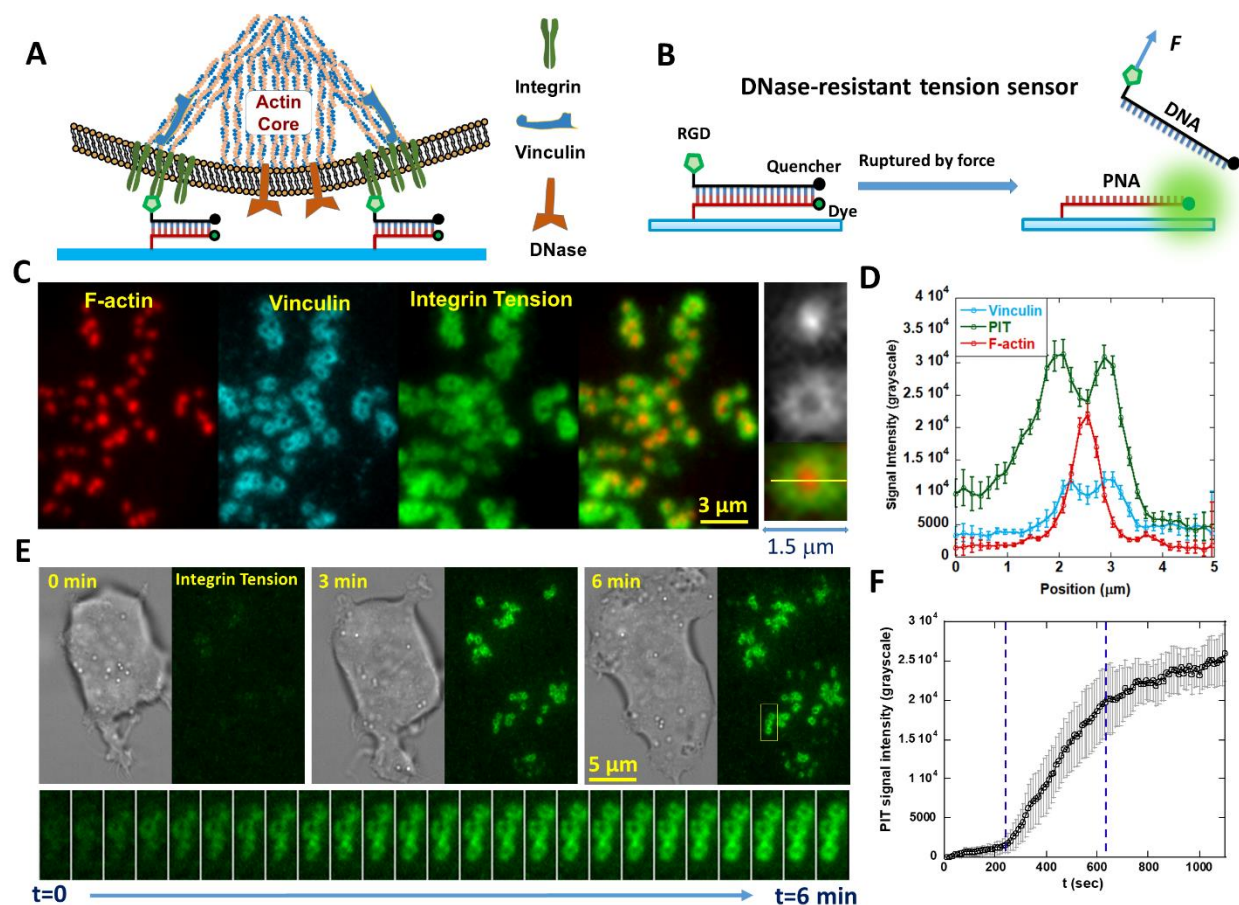 A
Actin
Core
Integrin
Vinculin
DNase
B
DNase-resistant tension sensor
F
DNA
RGD
Quencher
Ruptured by force
PNA
Dye
C
F-actin
Vinculin
Integrin Tension
3 μm
1.5 μm
D
Signal Intensity (grayscale)
4 10⁴
3.5 10⁴
3 10⁴
2.5 10⁴
2 10⁴
1.5 10⁴
1 10⁴
5000
0
Vinculin
PIT
F-actin
0 1 2 3 4 5
Position (μm)
E
0 min
Integrin Tension
3 min
6 min
5 μm
t=0
t=6 min
F
PIT signal intensity (grayscale)
3 10⁴
2.5 10⁴
2 10⁴
1.5 10⁴
1 10⁴
5000
0
0 200 400 600 800 1000
t (sec)